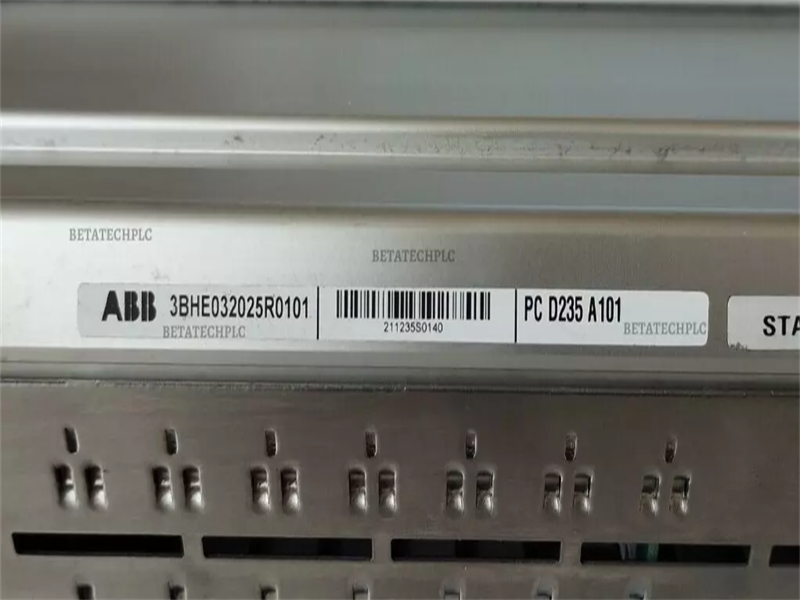 BETATECHPLC
BETATECHPLC
ABB 3BHE032025R0101
211235S0140
PC D235 A101
BETATECHPLC
BETATECHPLC
STA